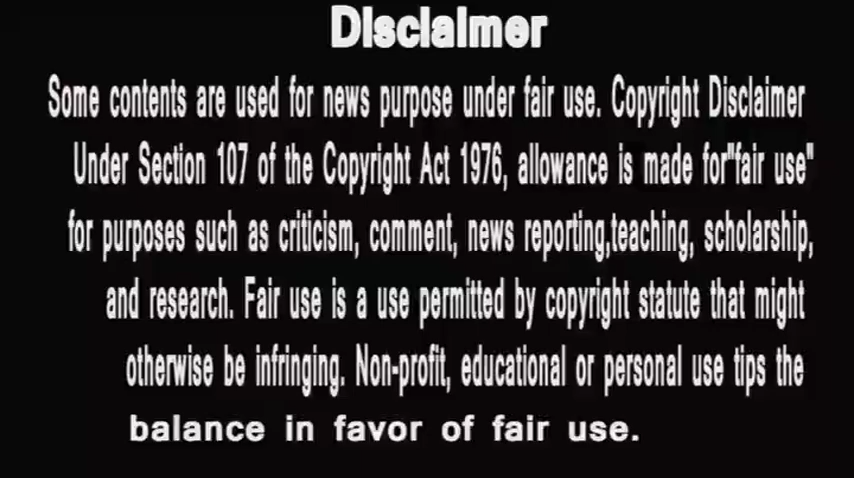 Disclaimer
Some contents are used for news purpose under fair use. Copyright Disclaimer
Under Section 107 of the Copyright Act 1976, allowance is made for"fair use"
for purposes such as criticism, comment, news reporting,teaching, scholarship,
and research. Fair use is a use permitted by copyright statute that might
otherwise be infringing. Non-profit, educational or personal use tips the
balance in favor of fair use.